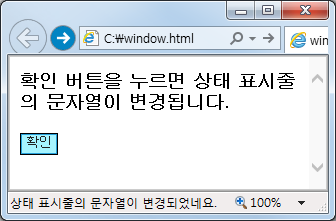 C:\window.html
win
확인 버튼을 누르면 상태 표시줄
의 문자열이 변경됩니다.
확인
상태 표시줄의 문자열이 변경되었네요.
100%